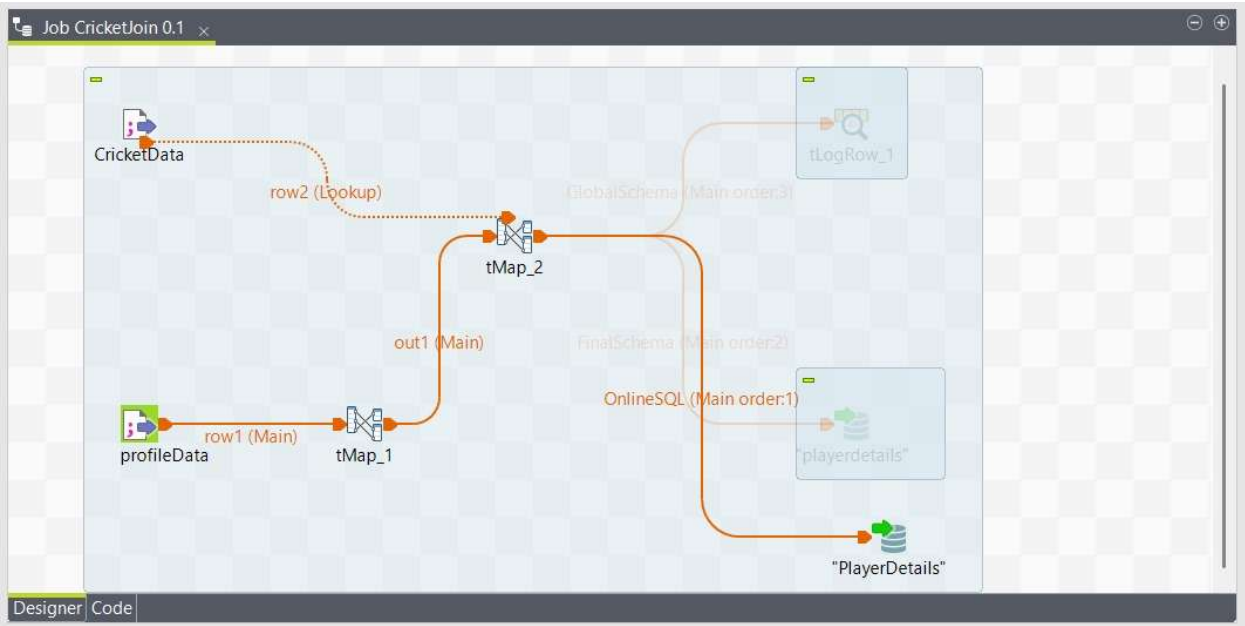 Job CricketJoin 0.1
CricketData
tLogRow_1
row2 (Lookup)
GlobalSchema (Main order:3)
tMap_2
out1 (Main)
FinalSchema (Main order:2)
OnlineSQL (Main order:1)
row1 (Main)
profileData
tMap_1
"playerdetails"
"PlayerDetails"
Designer
Code